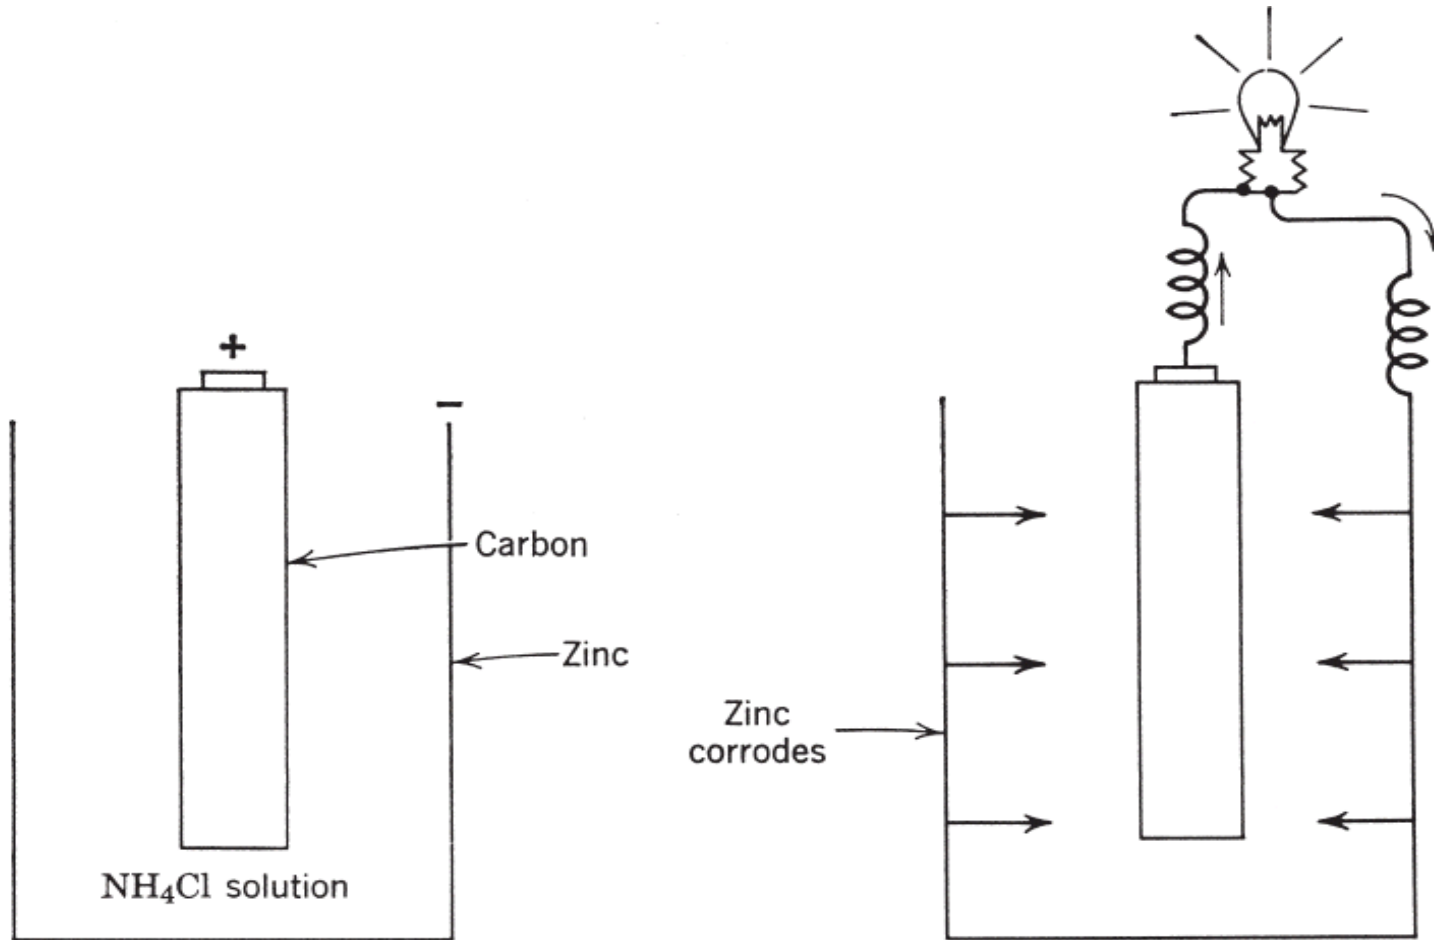 +
−
Carbon
Zinc
NH₄Cl solution
Zinc
corrodes